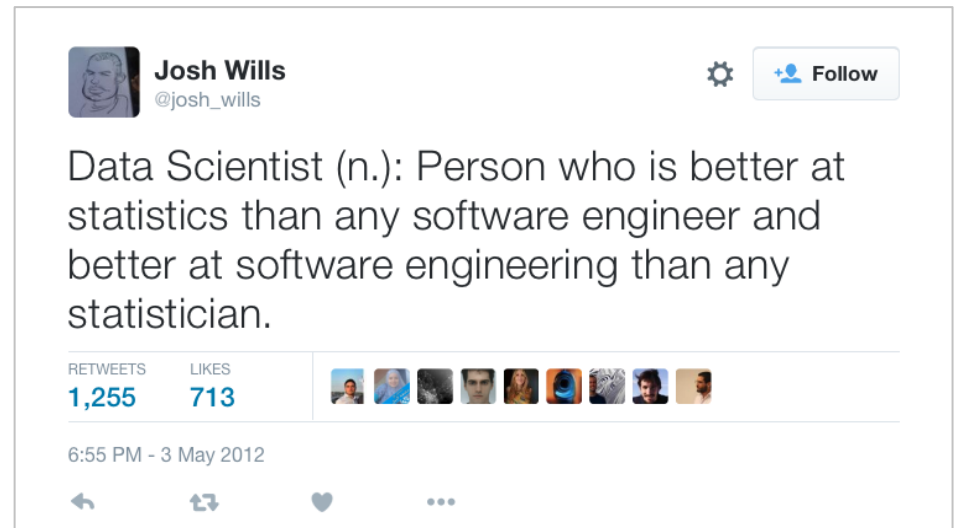 Josh Wills
@josh_wills
Follow
Data Scientist (n.): Person who is better at
statistics than any software engineer and
better at software engineering than any
statistician.
RETWEETS LIKES
1,255 713
6:55 PM - 3 May 2012